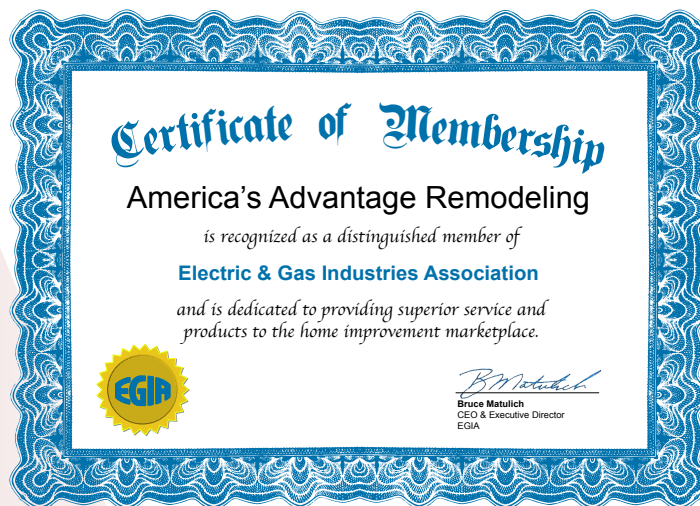 Certificate of Membership
America's Advantage Remodeling
is recognized as a distinguished member of
Electric & Gas Industries Association
and is dedicated to providing superior service and
products to the home improvement marketplace.
EGIA
B Matulich
Bruce Matulich
CEO & Executive Director
EGIA